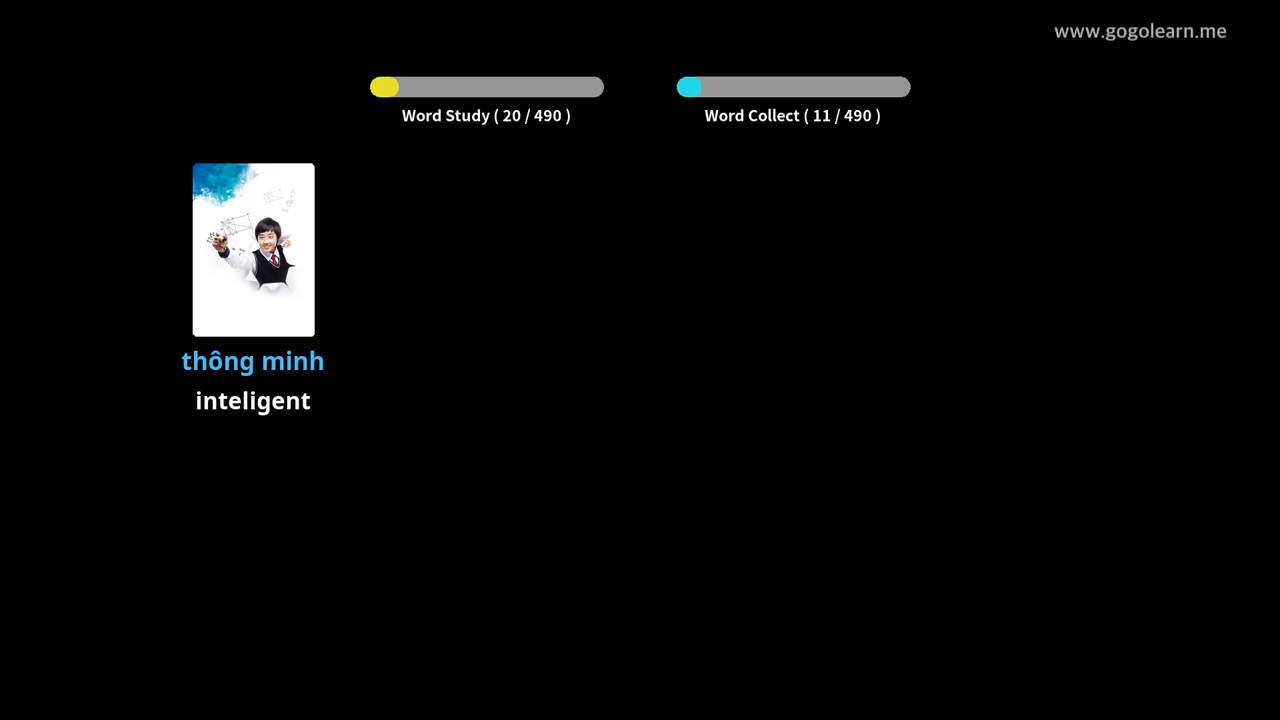 www.gogolearn.me
Word Study ( 20 / 490 )
Word Collect ( 11 / 490 )
thông minh
inteligent